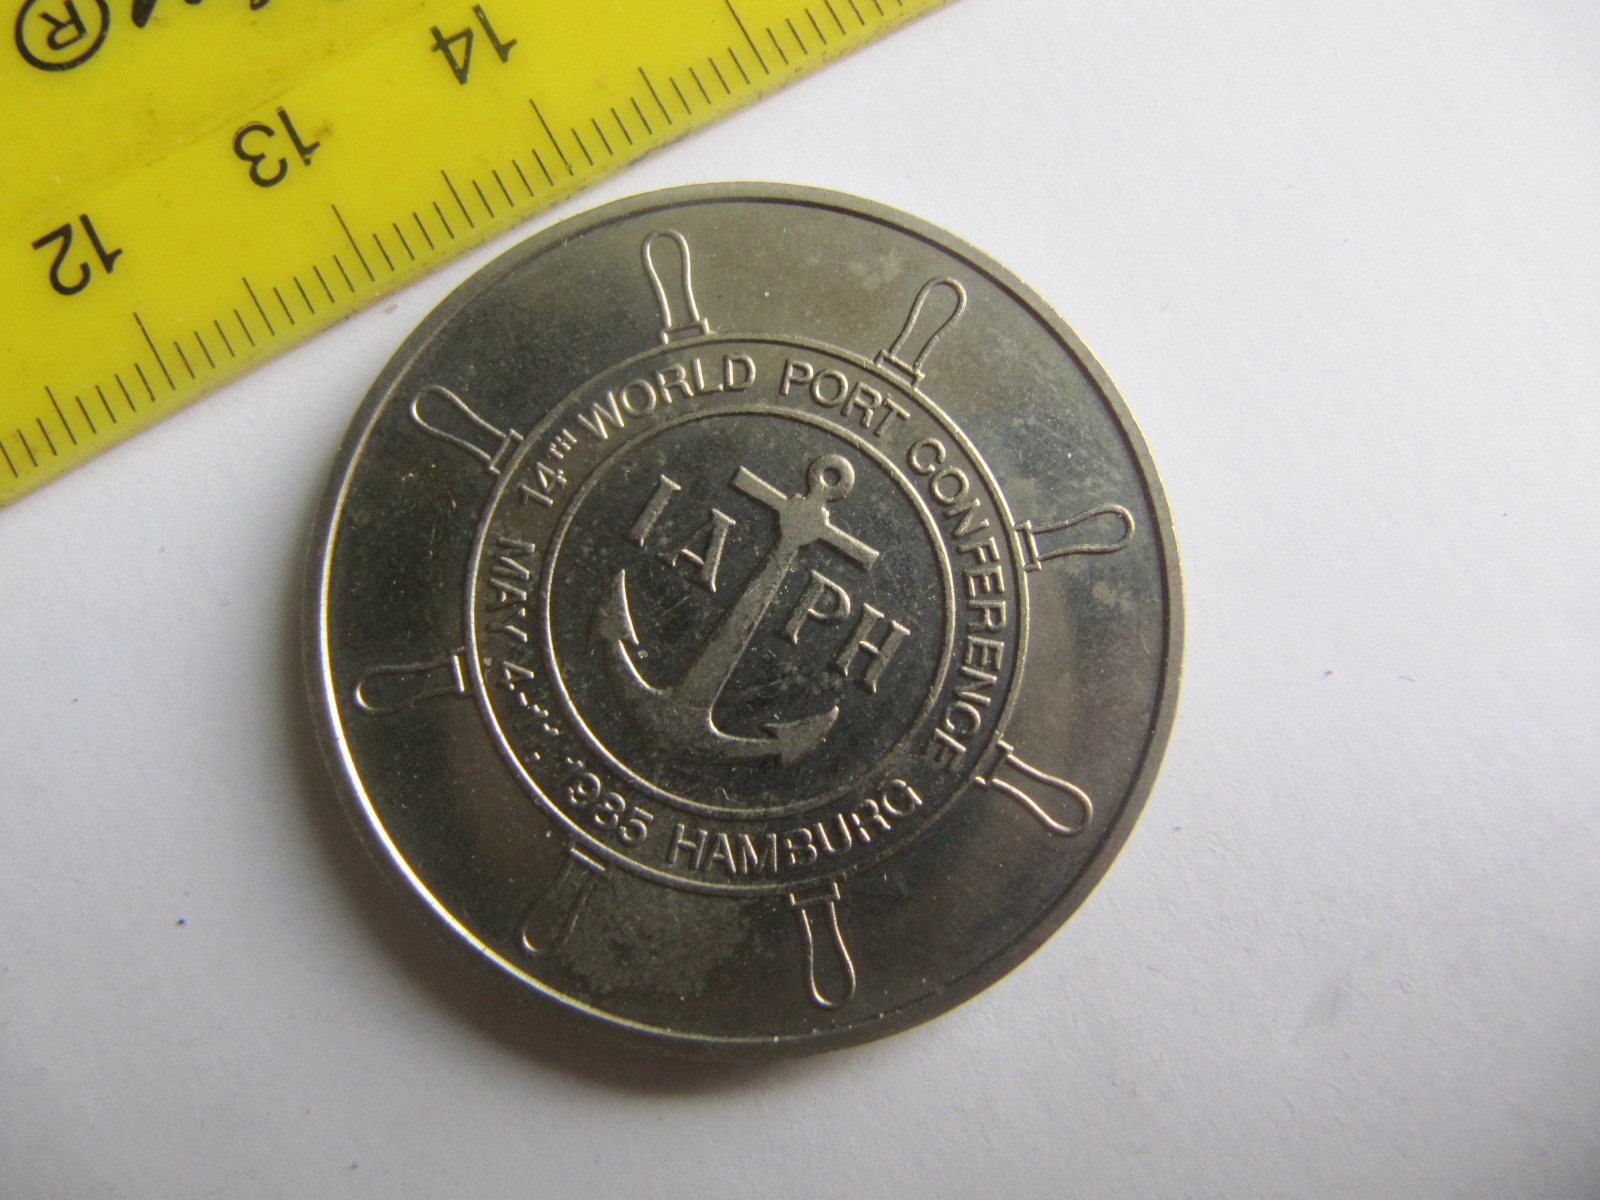 ®
12
13
14
14TH WORLD PORT CONFERENCE
MAY 4 1985 HAMBURG
IA PH